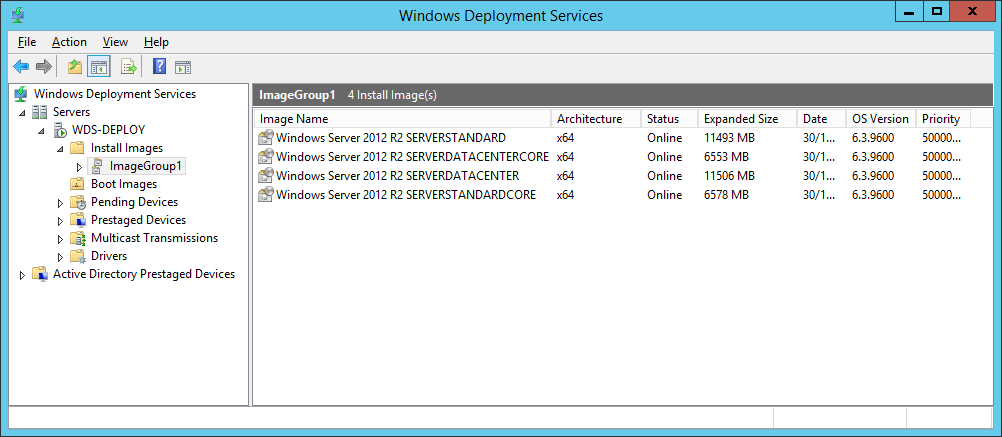 Windows Deployment Services
File Action View Help
Windows Deployment Services
Servers
WDS-DEPLOY
Install Images
ImageGroup1
Boot Images
Pending Devices
Prestaged Devices
Multicast Transmissions
Drivers
Active Directory Prestaged Devices
ImageGroup1 4 Install Image(s)
Image Name Architecture Status Expanded Size Date OS Version Priority
Windows Server 2012 R2 SERVERSTANDARD x64 Online 11493 MB 30/1... 6.3.9600 50000...
Windows Server 2012 R2 SERVERDATACENTERCORE x64 Online 6553 MB 30/1... 6.3.9600 50000...
Windows Server 2012 R2 SERVERDATACENTER x64 Online 11506 MB 30/1... 6.3.9600 50000...
Windows Server 2012 R2 SERVERSTANDARDCORE x64 Online 6578 MB 30/1... 6.3.9600 50000...